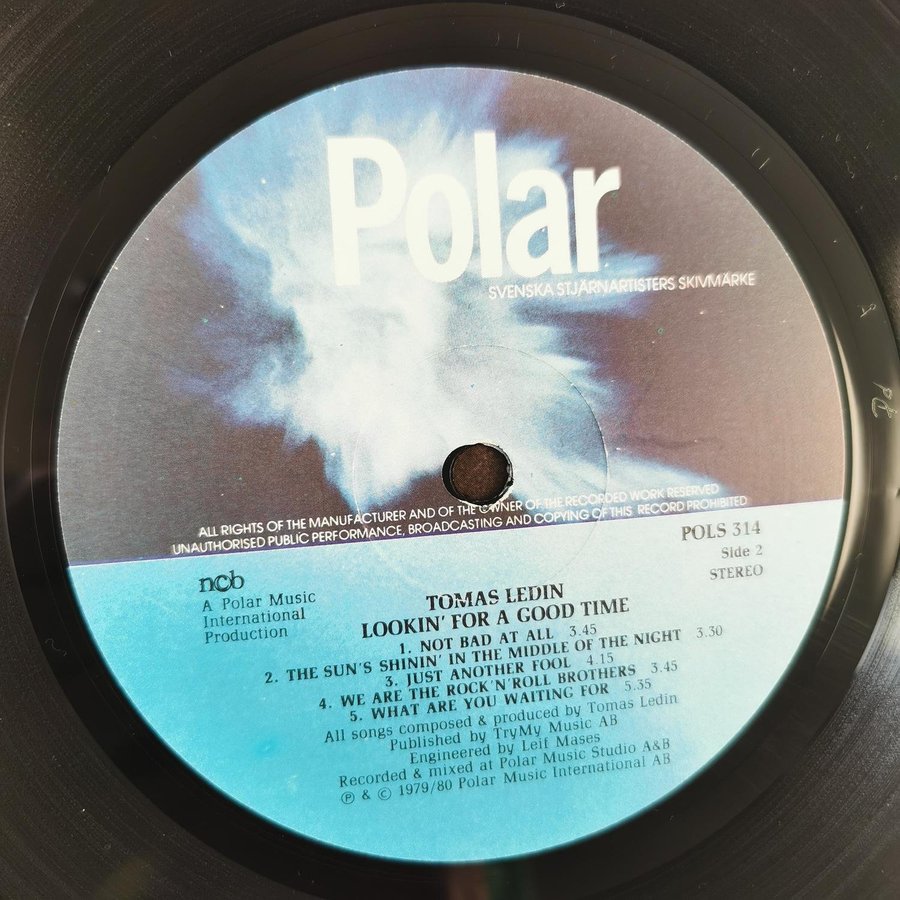 Polar
SVENSKA STJÄRNARTISTERS SKIVMÄRKE
ALL RIGHTS OF THE MANUFACTURER AND OF THE OWNER OF THE RECORDED WORK RESERVED
UNAUTHORISED PUBLIC PERFORMANCE, BROADCASTING AND COPYING OF THIS RECORD PROHIBITED
POLS 314
Side 2
STEREO
ncb
A Polar Music
International
Production
TOMAS LEDIN
LOOKIN' FOR A GOOD TIME
1. NOT BAD AT ALL 3.45
2. THE SUN'S SHININ' IN THE MIDDLE OF THE NIGHT 3.30
3. JUST ANOTHER FOOL 4.15
4. WE ARE THE ROCK'N'ROLL BROTHERS 3.45
5. WHAT ARE YOU WAITING FOR 5.35
All songs composed & produced by Tomas Ledin
Published by TryMy Music AB
Engineered by Leif Mases
Recorded & mixed at Polar Music Studio A&B
℗ & © 1979/80 Polar Music International AB